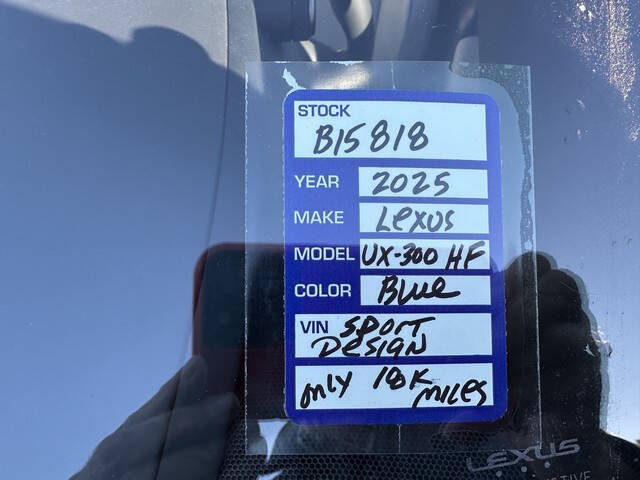 STOCK
B15818
YEAR 2025
MAKE Lexus
MODEL UX-300 HF
COLOR Blue
VIN SPORT
DESIGN
only 18K MILES
LEXUS